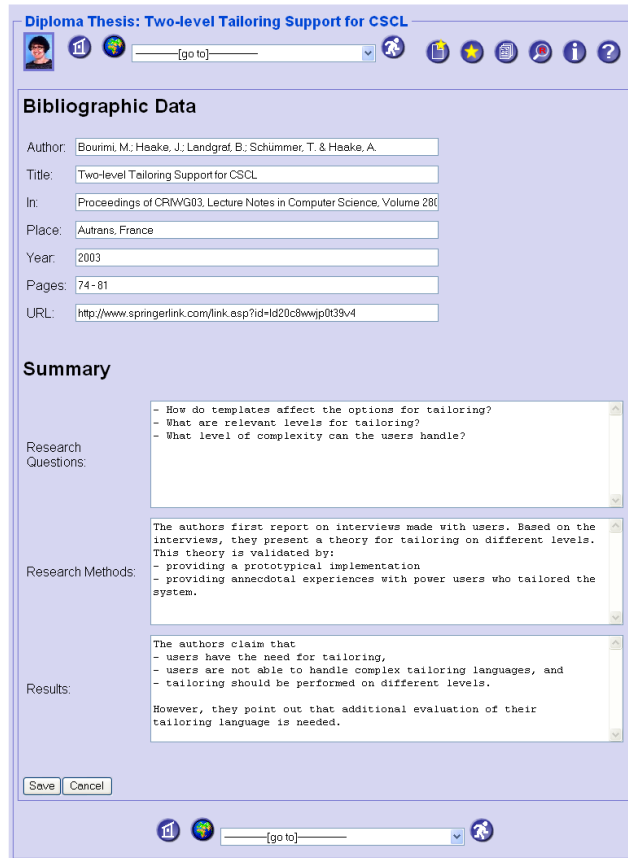 Diploma Thesis: Two-level Tailoring Support for CSCL
————[go to]————
Bibliographic Data
Author: Bourimi, M.; Haake, J.; Landgraf, B.; Schümmer, T. & Haake, A.
Title: Two-level Tailoring Support for CSCL
In: Proceedings of CRIWG03, Lecture Notes in Computer Science, Volume 280
Place: Autrans, France
Year: 2003
Pages: 74 - 81
URL: http://www.springerlink.com/link.asp?id=ld20c8wwjp0t39v4
Summary
Research
Questions:
- How do templates affect the options for tailoring?
- What are relevant levels for tailoring?
- What level of complexity can the users handle?
Research Methods:
The authors first report on interviews made with users. Based on the
interviews, they present a theory for tailoring on different levels.
This theory is validated by:
- providing a prototypical implementation
- providing annecdotal experiences with power users who tailored the
system.
Results:
The authors claim that
- users have the need for tailoring,
- users are not able to handle complex tailoring languages, and
- tailoring should be performed on different levels.
However, they point out that additional evaluation of their
tailoring language is needed.
Save Cancel
————[go to]————